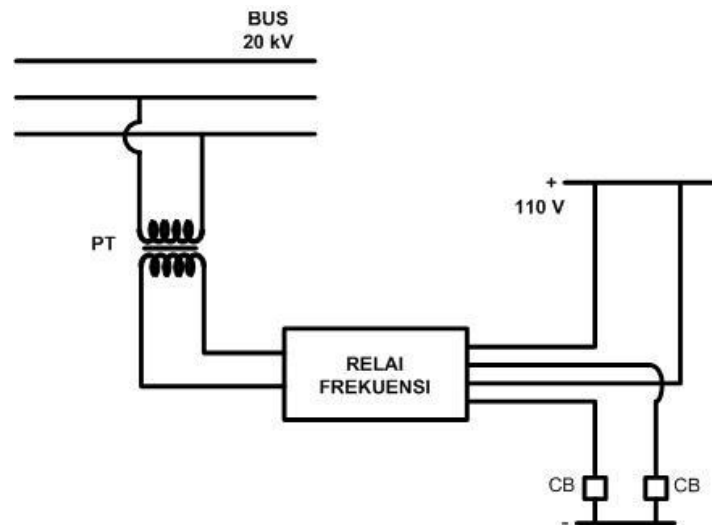 BUS
20 kV
+
110 V
PT
RELAI
FREKUENSI
CB
CB
-